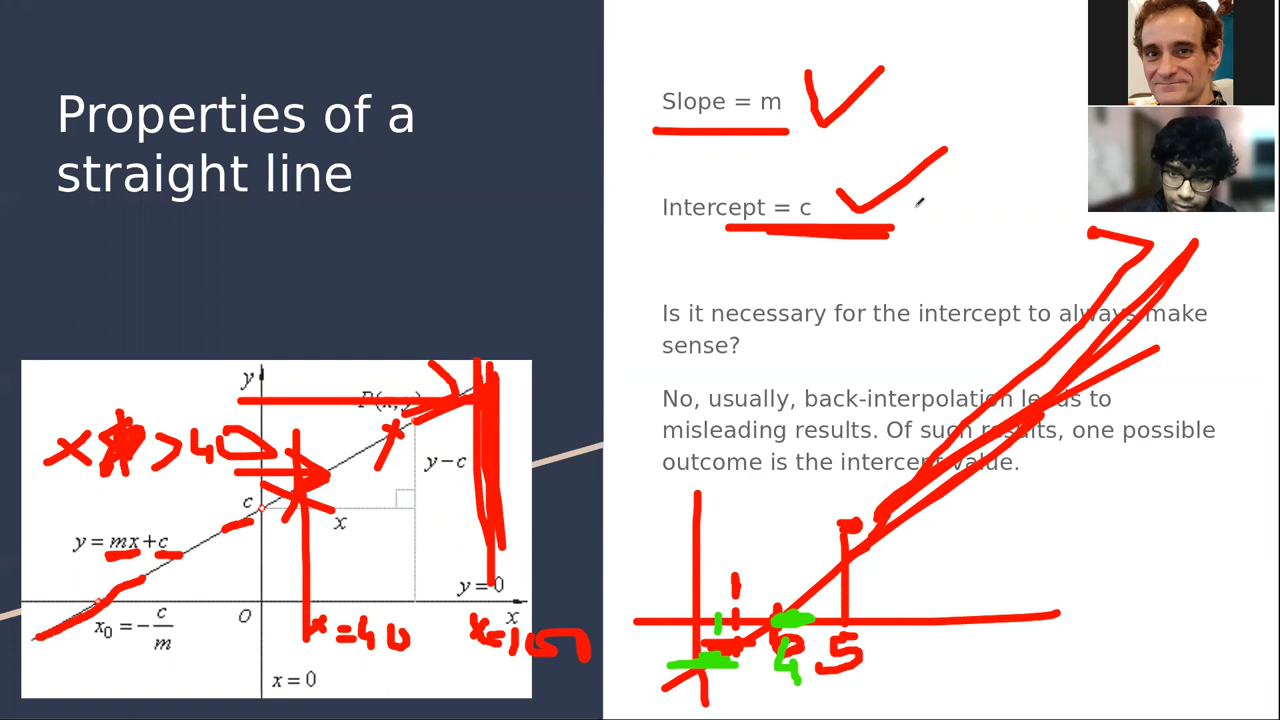 Properties of a
straight line
Slope = m
Intercept = c
Is it necessary for the intercept to always make
sense?
No, usually, back-interpolation leads to
misleading results. Of such results, one possible
outcome is the intercept value.
y
P(x,y)
x > 40
y−c
c
x
y = mx+c
y=0
O
x
x₀ = − c/m
x=40
x=150
x=0
4
5